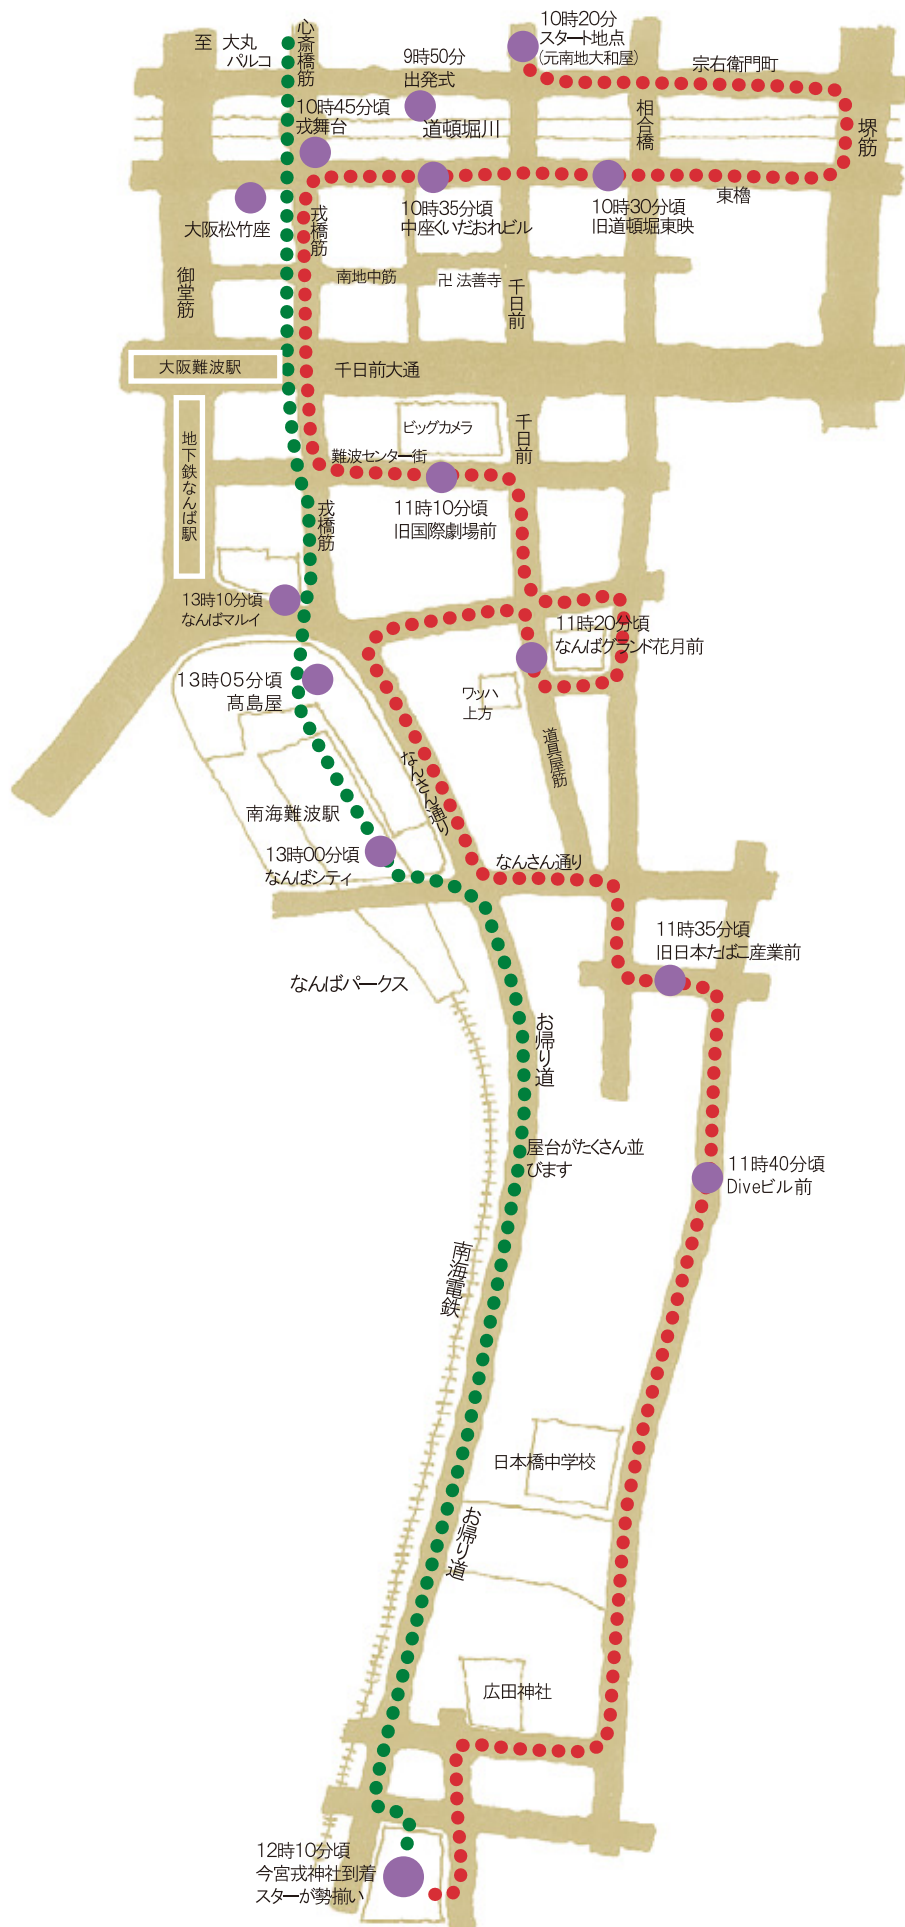 至 大丸
パルコ
心斎橋筋
9時50分
出発式
10時20分
スタート地点
(元南地大和屋)
宗右衛門町
10時45分頃
戎舞台
道頓堀川
相合橋
堺筋
大阪松竹座
戎橋筋
10時35分頃
中座くいだおれビル
10時30分頃
旧道頓堀東映
東櫓
御堂筋
南地中筋
卍 法善寺
千日前
大阪難波駅
千日前大通
地下鉄なんば駅
ビッグカメラ
千日前
難波センター街
11時10分頃
旧国際劇場前
戎橋筋
13時10分頃
なんばマルイ
11時20分頃
なんばグランド花月前
13時05分頃
髙島屋
ワッハ
上方
道具屋筋
なんさん通り
南海難波駅
13時00分頃
なんばシティ
なんさん通り
11時35分頃
旧日本たばこ産業前
なんばパークス
お帰り道
屋台がたくさん並
びます
11時40分頃
Diveビル前
南海電鉄
日本橋中学校
お帰り道
広田神社
12時10分頃
今宮戎神社到着
スターが勢揃い